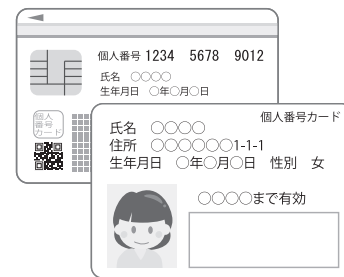 個人番号 1234 5678 9012
氏名 ○○○○
生年月日 ○年○月○日
個人
番号
カード
個人番号カード
氏名 ○○○○
住所 ○○○○○○1-1-1
生年月日 ○年○月○日 性別 女
○○○○まで有効